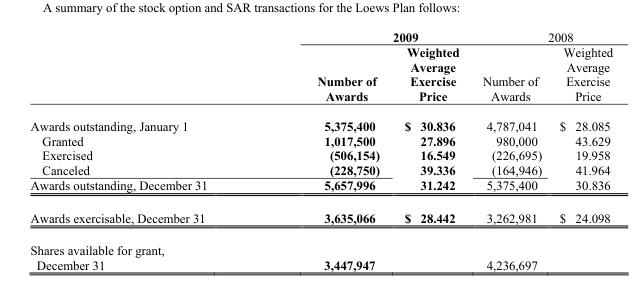 A summary of the stock option and SAR transactions for the Loews Plan follows:
2009 2008
Weighted Weighted
Average Average
Number of Exercise Number of Exercise
Awards Price Awards Price
Awards outstanding, January 1 5,375,400 $ 30.836 4,787,041 $ 28.085
Granted 1,017,500 27.896 980,000 43.629
Exercised (506,154) 16.549 (226,695) 19.958
Canceled (228,750) 39.336 (164,946) 41.964
Awards outstanding, December 31 5,657,996 31.242 5,375,400 30.836
Awards exercisable, December 31 3,635,066 $ 28.442 3,262,981 $ 24.098
Shares available for grant,
December 31 3,447,947 4,236,697